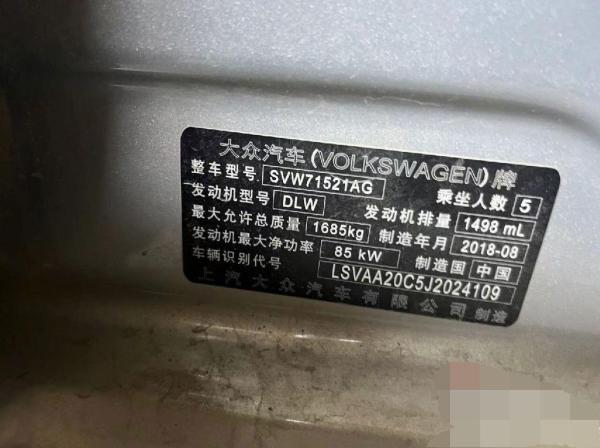 大众汽车(VOLKSWAGEN)牌
整车型号 SVW71521AG 乘坐人数 5
发动机型号 DLW 发动机排量 1498 mL
最大允许总质量 1685kg 制造年月 2018-08
发动机最大净功率 85 kW 制造国 中国
车辆识别代号 LSVAA20C5J2024109
上汽大众汽车有限公司 制造